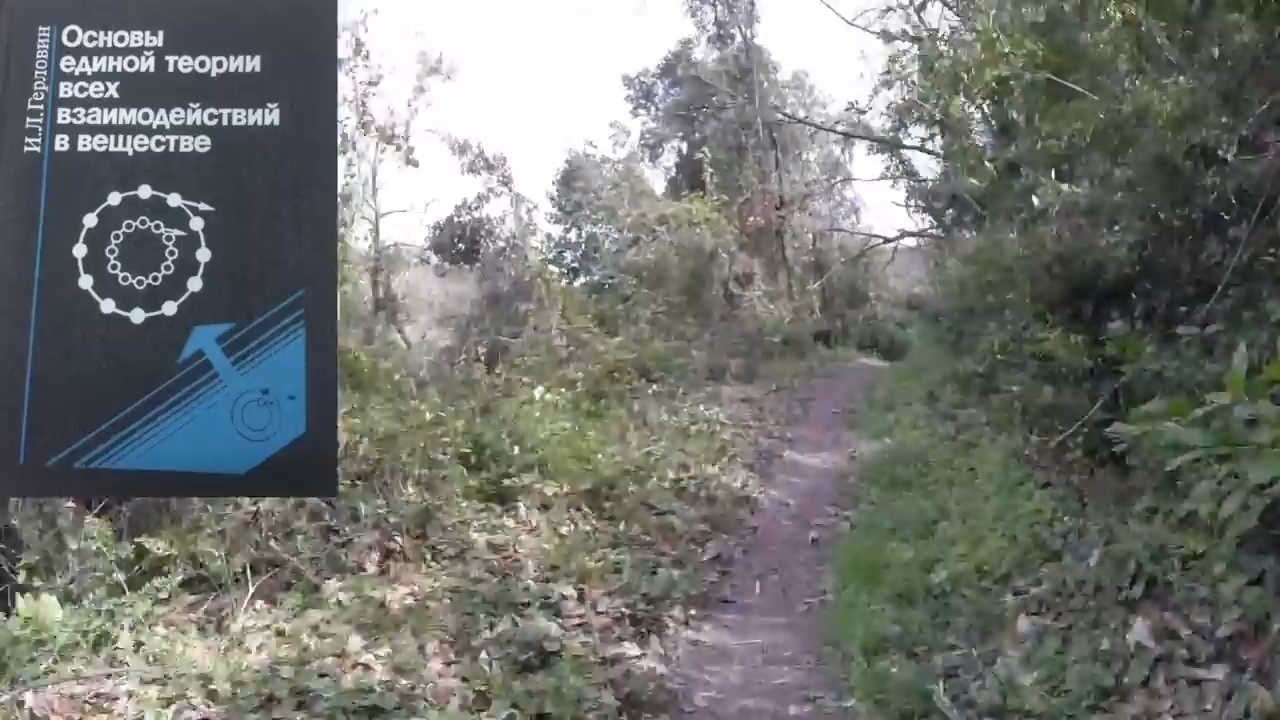 И.Л.Герловин
Основы
единой теории
всех
взаимодействий
в веществе